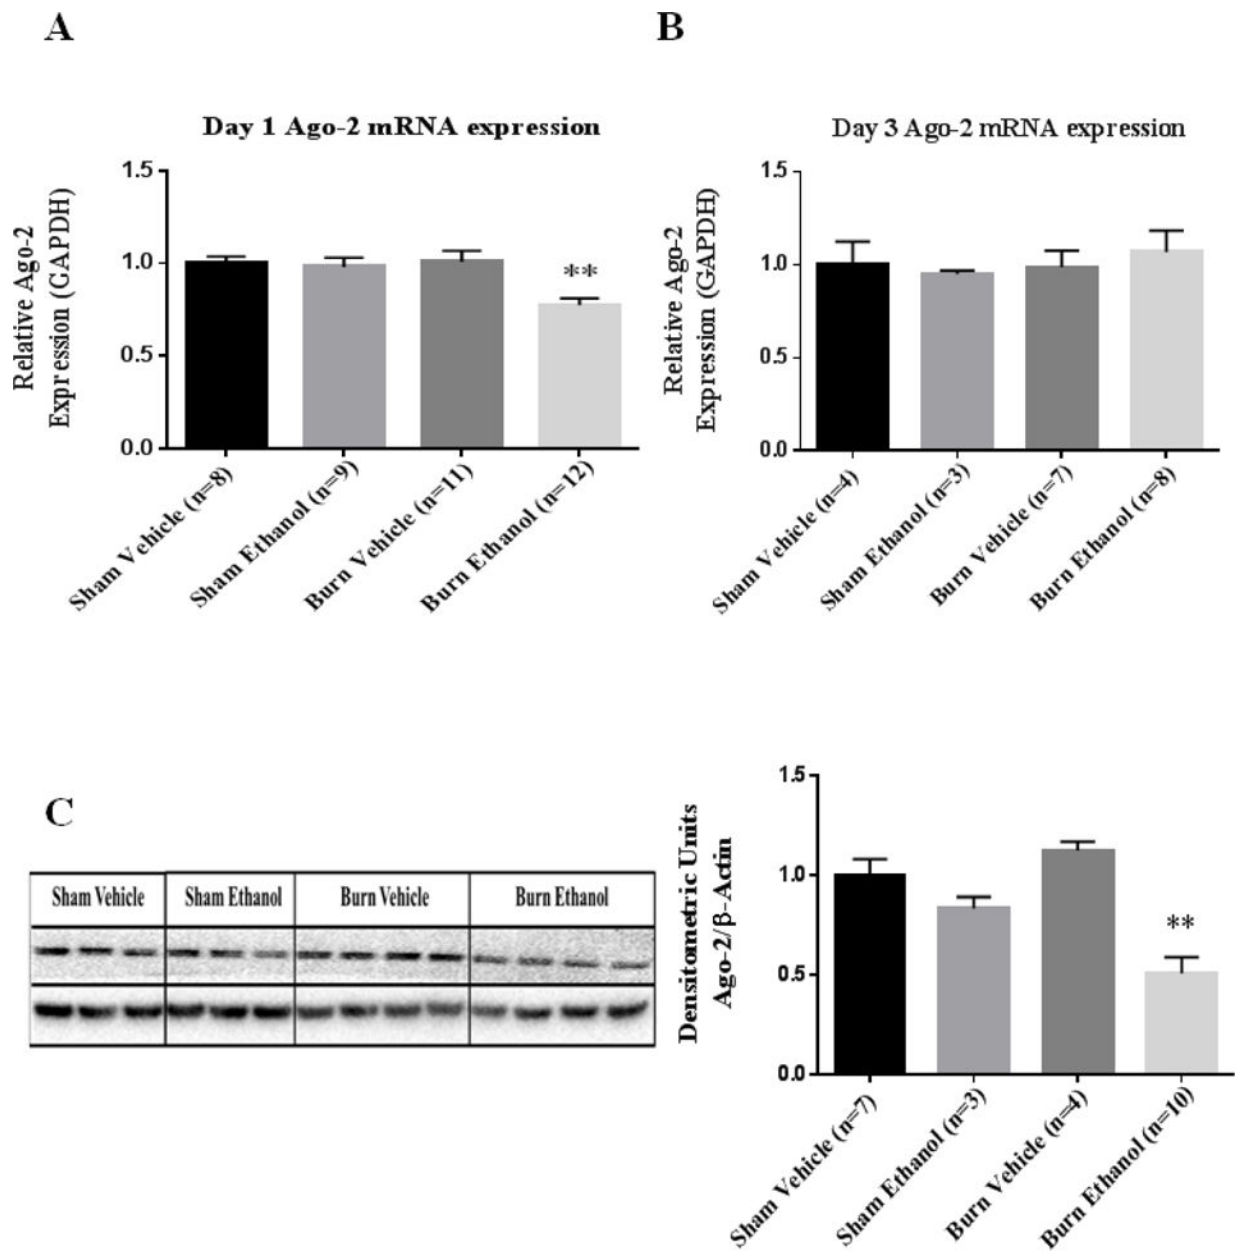 A
B
Day 1 Ago-2 mRNA expression
Day 3 Ago-2 mRNA expression
Relative Ago-2
Expression (CAPDH)
1.5
1.0
0.5
0.0
**
Sham Vehicle (n=8)
Sham Ethanol (n=9)
Burn Vehicle (n=11)
Burn Ethanol (n=12)
Relative Ago-2
Expression (GAPDH)
1.5
1.0
0.5
0.0
Sham Vehicle (n=4)
Sham Ethanol (n=3)
Burn Vehicle (n=7)
Burn Ethanol (n=8)
C
Sham Vehicle
Sham Ethanol
Burn Vehicle
Burn Ethanol
Densitometric Units
Ago-2/β-Actin
1.5
1.0
0.5
0.0
**
Sham Vehicle (n=7)
Sham Ethanol (n=3)
Burn Vehicle (n=4)
Burn Ethanol (n=10)